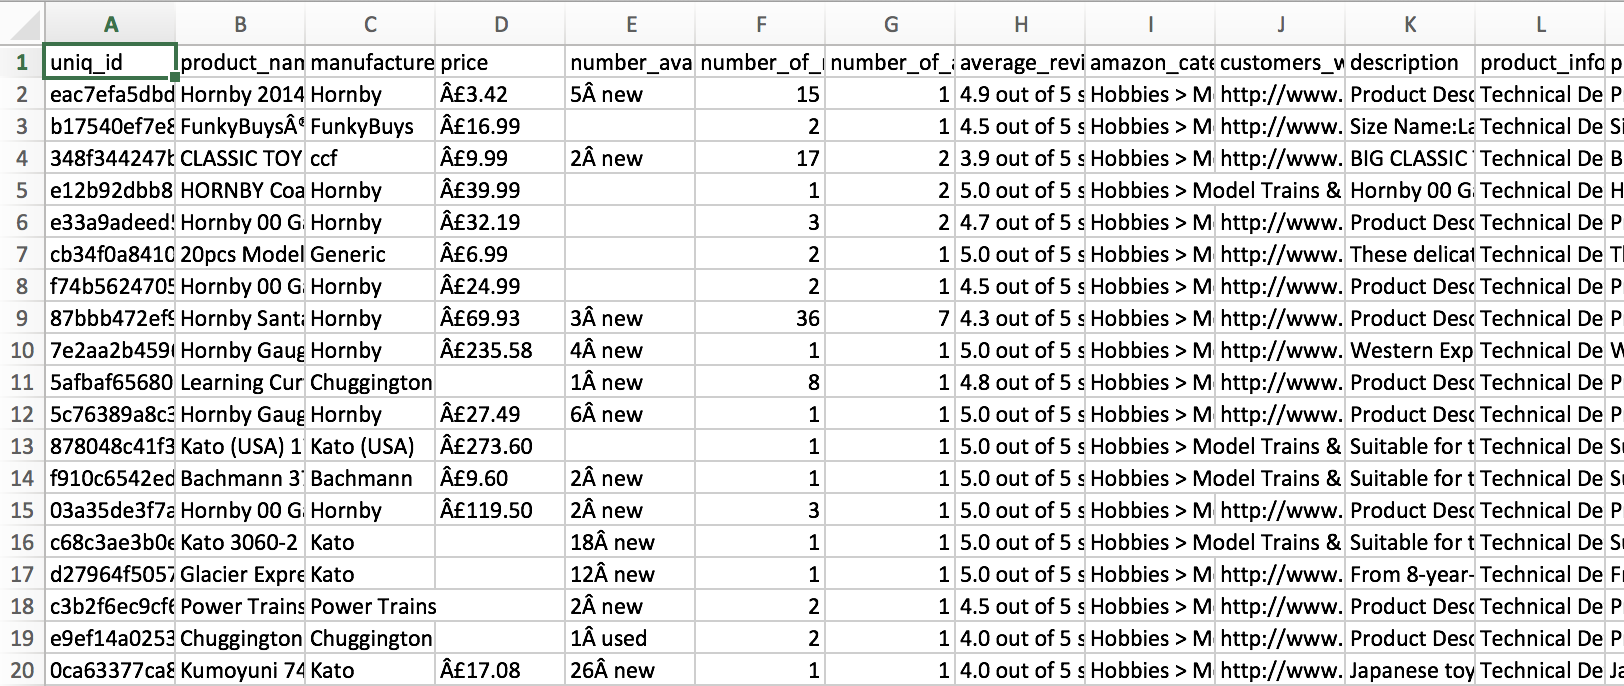 A B C D E F G H I J K L
1 uniq_id product_nan manufacture price number_ava number_of_ number_of_ average_revi amazon_cate customers_w description product_info p
2 eac7efa5dbd Hornby 2014 Hornby Â£3.42 5Â new 15 1 4.9 out of 5 s Hobbies > M http://www. Product Desc Technical De P
3 b17540ef7e8 FunkyBuysÂ® FunkyBuys Â£16.99 2 1 4.5 out of 5 s Hobbies > M http://www. Size Name:La Technical De Si
4 348f344247b CLASSIC TOY ccf Â£9.99 2Â new 17 2 3.9 out of 5 s Hobbies > M http://www. BIG CLASSIC Technical De B
5 e12b92dbb8 HORNBY Coa Hornby Â£39.99 1 2 5.0 out of 5 s Hobbies > Model Trains & Hornby 00 Ga Technical De H
6 e33a9adeed Hornby 00 Ga Hornby Â£32.19 3 2 4.7 out of 5 s Hobbies > M http://www. Product Desc Technical De P
7 cb34f0a8410 20pcs Model Generic Â£6.99 2 1 5.0 out of 5 s Hobbies > M http://www. These delicat Technical De Tl
8 f74b5624705 Hornby 00 Ga Hornby Â£24.99 2 1 4.5 out of 5 s Hobbies > M http://www. Product Desc Technical De P
9 87bbb472ef9 Hornby Santa Hornby Â£69.93 3Â new 36 7 4.3 out of 5 s Hobbies > M http://www. Product Desc Technical De P
10 7e2aa2b459 Hornby Gaug Hornby Â£235.58 4Â new 1 1 5.0 out of 5 s Hobbies > M http://www. Western Exp Technical De W
11 5afbaf65680 Learning Cur Chuggington 1Â new 8 1 4.8 out of 5 s Hobbies > M http://www. Product Desc Technical De P
12 5c76389a8c3 Hornby Gaug Hornby Â£27.49 6Â new 1 1 5.0 out of 5 s Hobbies > M http://www. Product Desc Technical De P
13 878048c41f3 Kato (USA) 1 Kato (USA) Â£273.60 1 1 5.0 out of 5 s Hobbies > Model Trains & Suitable for t Technical De S
14 f910c6542ed Bachmann 37 Bachmann Â£9.60 2Â new 1 1 5.0 out of 5 s Hobbies > Model Trains & Suitable for t Technical De S
15 03a35de3f7a Hornby 00 Ga Hornby Â£119.50 2Â new 3 1 5.0 out of 5 s Hobbies > M http://www. Product Desc Technical De P
16 c68c3ae3b0e Kato 3060-2 Kato 18Â new 1 1 5.0 out of 5 s Hobbies > Model Trains & Suitable for t Technical De S
17 d27964f5057 Glacier Expre Kato 12Â new 1 1 5.0 out of 5 s Hobbies > M http://www. From 8-year- Technical De F
18 c3b2f6ec9cf6 Power Trains Power Trains 2Â new 2 1 4.5 out of 5 s Hobbies > M http://www. Product Desc Technical De P
19 e9ef14a0253 Chuggington Chuggington 1Â used 2 1 4.0 out of 5 s Hobbies > M http://www. Product Desc Technical De P
20 0ca63377ca8 Kumoyuni 74 Kato Â£17.08 26Â new 1 1 4.0 out of 5 s Hobbies > M http://www. Japanese toy Technical De Ja